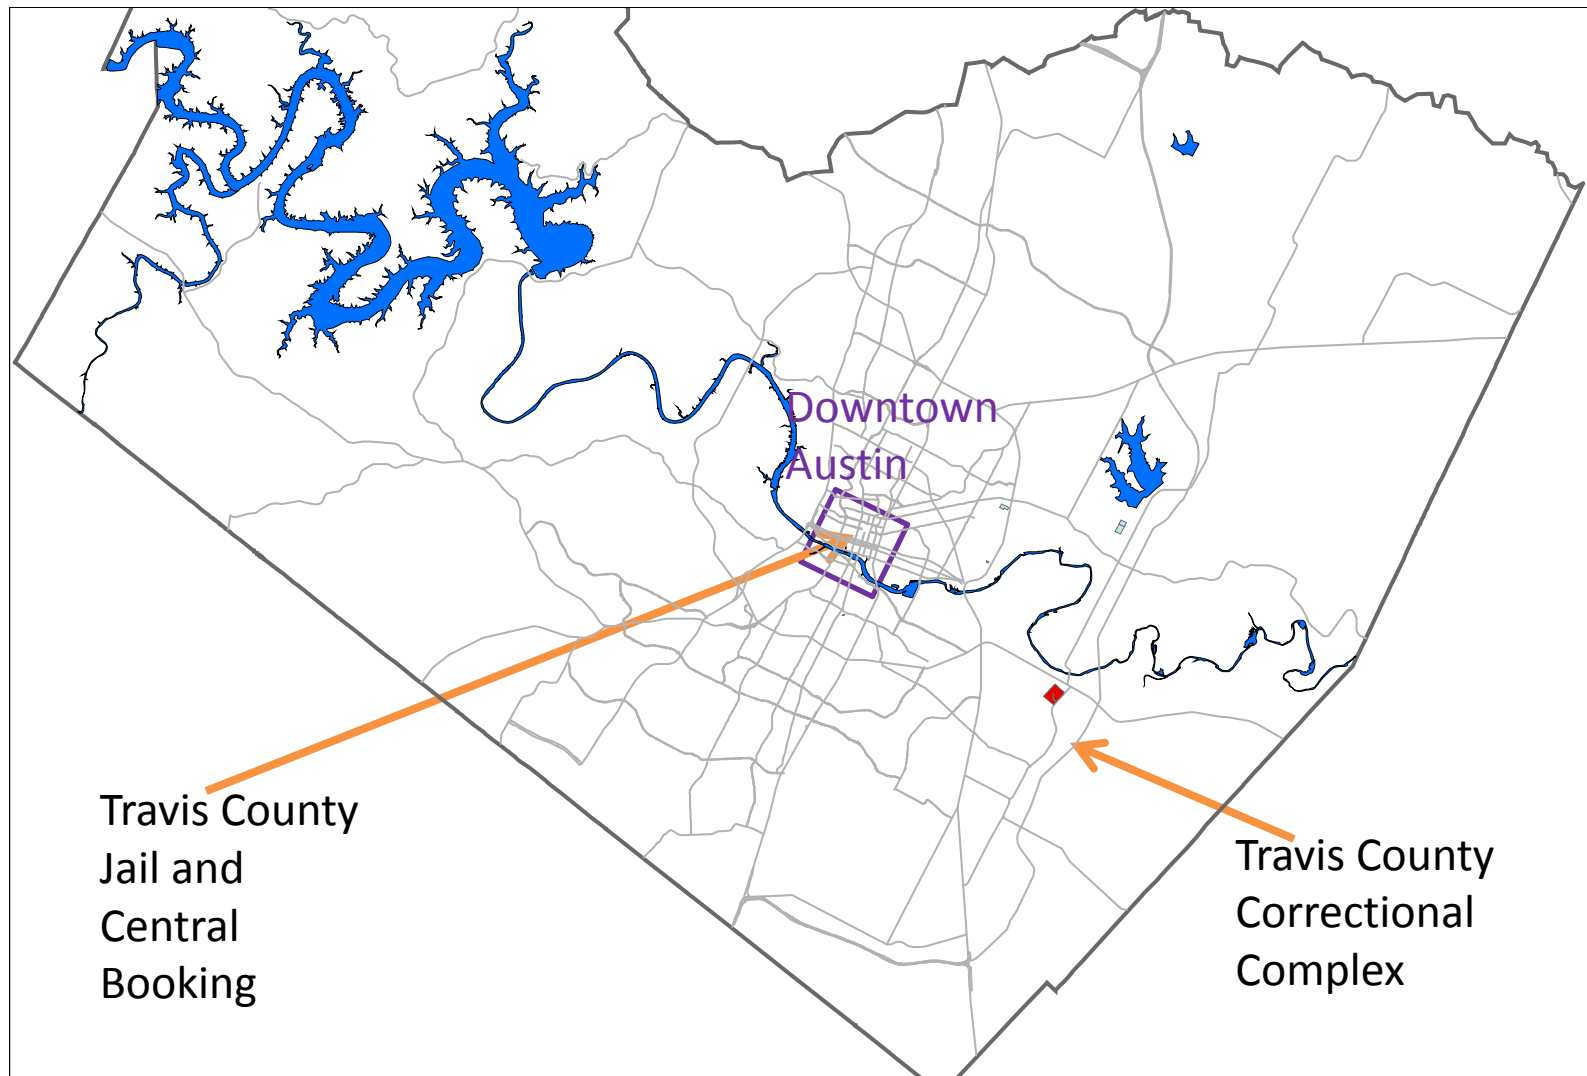 Downtown
Austin
Travis County
Jail and
Central
Booking
Travis County
Correctional
Complex